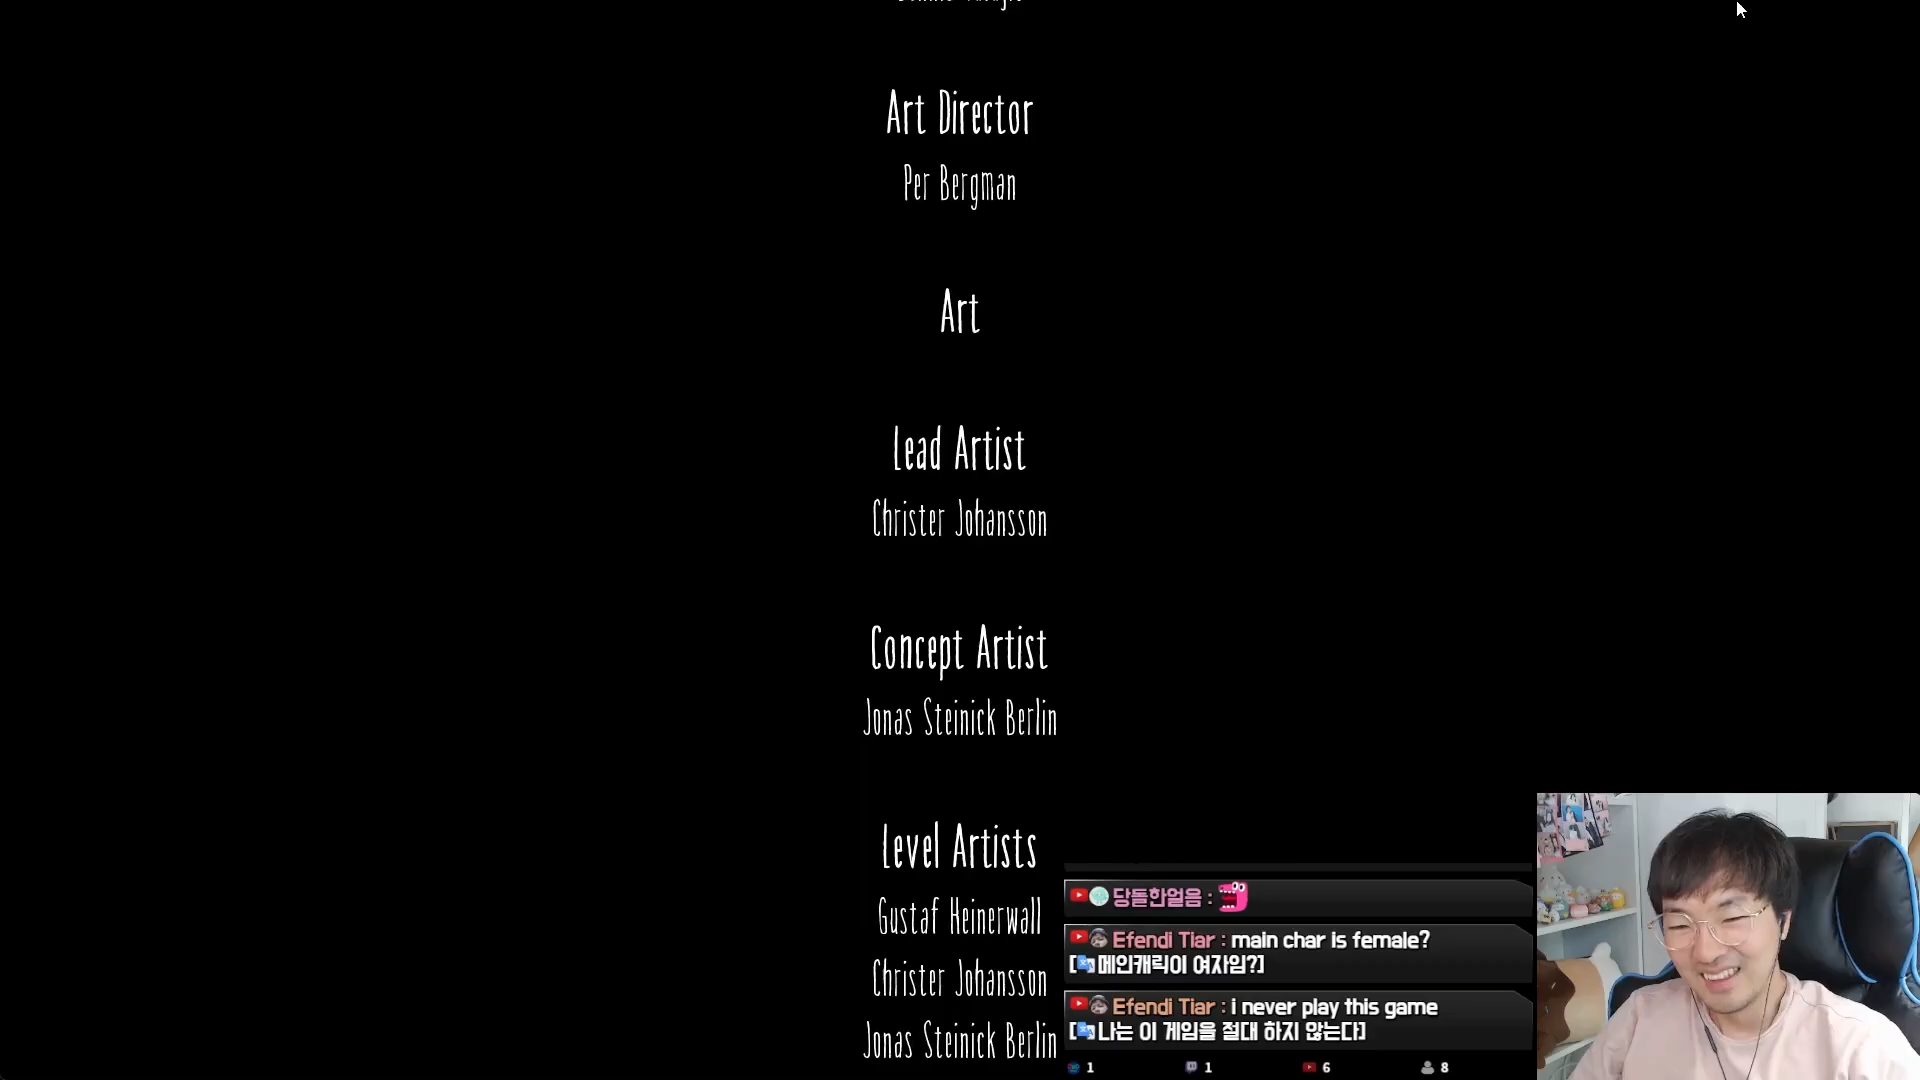 Art Director
Per Bergman
Art
Lead Artist
Christer Johansson
Concept Artist
Jonas Steinick Berlin
Level Artists
Gustaf Heinerwall
Christer Johansson
Jonas Steinick Berlin
당돌한얼음 :
Efendi Tiar : main char is female?
[메인캐릭이 여자임?]
Efendi Tiar : i never play this game
[나는 이 게임을 절대 하지 않는다]
1 1 6 8